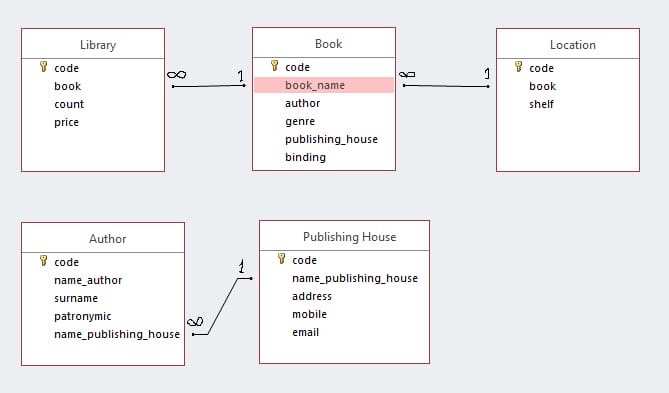 Library
code
book
count
price
∞ 1
Book
code
book_name
author
genre
publishing_house
binding
∞ 1
Location
code
book
shelf
Author
code
name_author
surname
patronymic
name_publishing_house
∞ 1
Publishing House
code
name_publishing_house
address
mobile
email